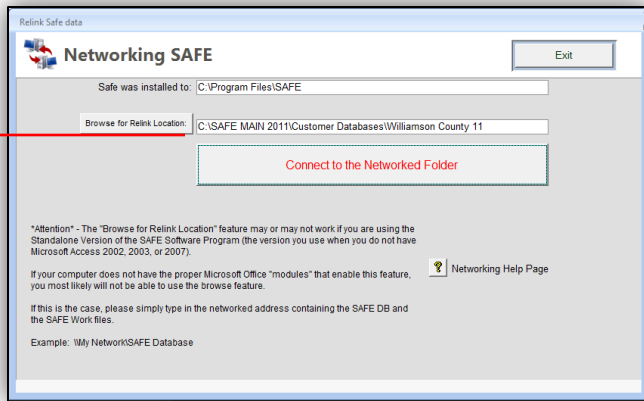 Relink Safe data
Networking SAFE
Exit
Safe was installed to: C:\Program Files\SAFE
Browse for Relink Location: C:\SAFE MAIN 2011\Customer Databases\Williamson County 11
Connect to the Networked Folder
*Attention* - The "Browse for Relink Location" feature may or may not work if you are using the
Standalone Version of the SAFE Software Program (the version you use when you do not have
Microsoft Access 2002, 2003, or 2007).
If your computer does not have the proper Microsoft Office "modules" that enable this feature,
you most likely will not be able to use the browse feature.
? Networking Help Page
If this is the case, please simply type in the networked address containing the SAFE DB and
the SAFE Work files.
Example: \\My Network\SAFE Database